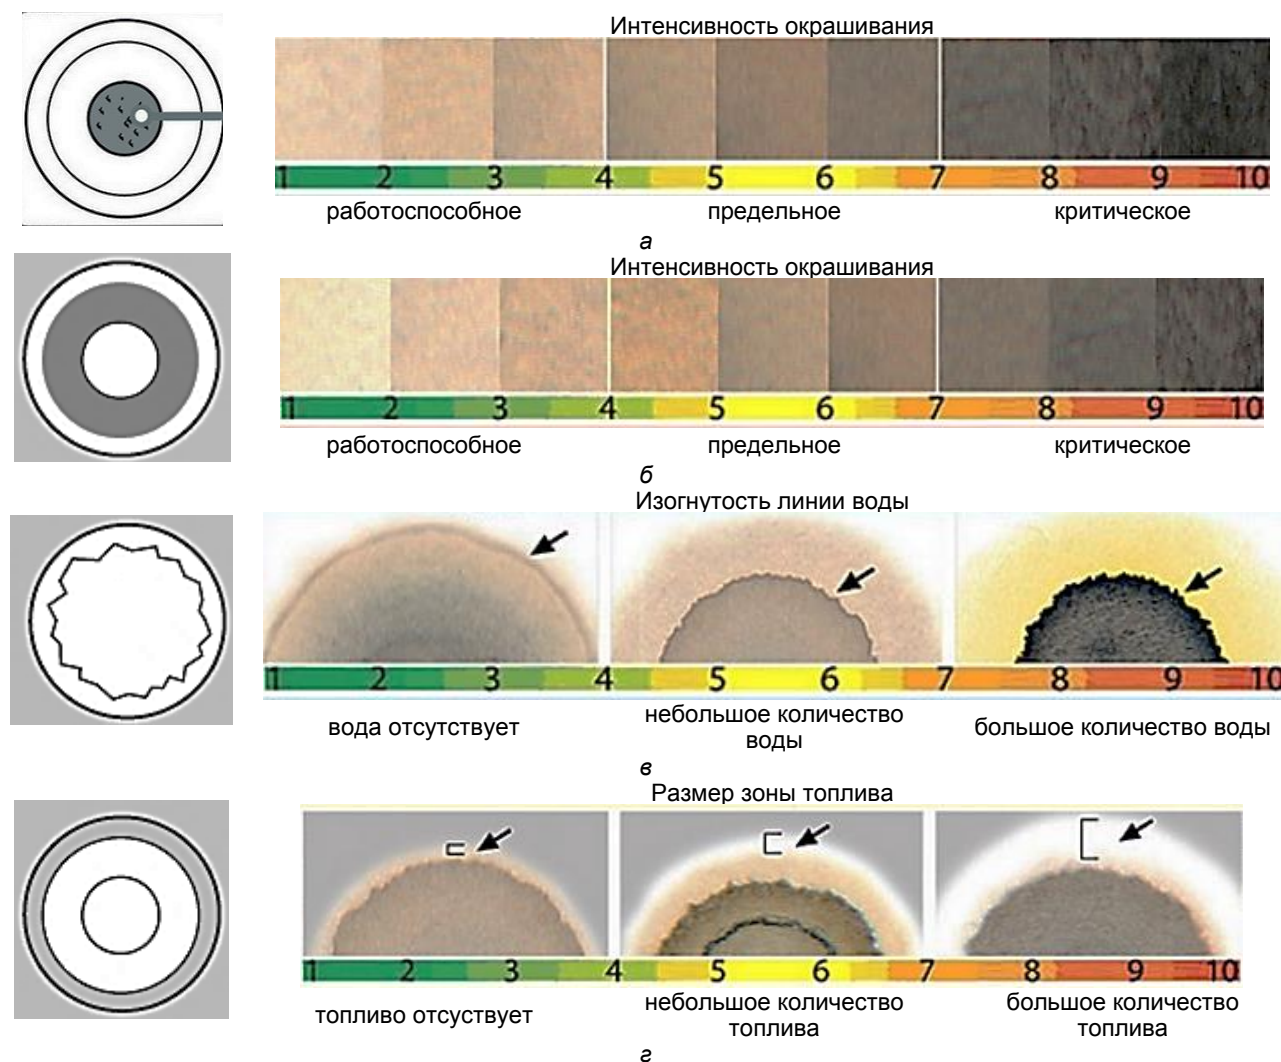 Интенсивность окрашивания
1 2 3 4 5 6 7 8 9 10
работоспособное предельное критическое
а
Интенсивность окрашивания
1 2 3 4 5 6 7 8 9 10
работоспособное предельное критическое
б
Изогнутость линии воды
1 2 3 4 5 6 7 8 9 10
вода отсутствует небольшое количество воды большое количество воды
в
Размер зоны топлива
1 2 3 4 5 6 7 8 9 10
топливо отсуствует небольшое количество топлива большое количество топлива
г